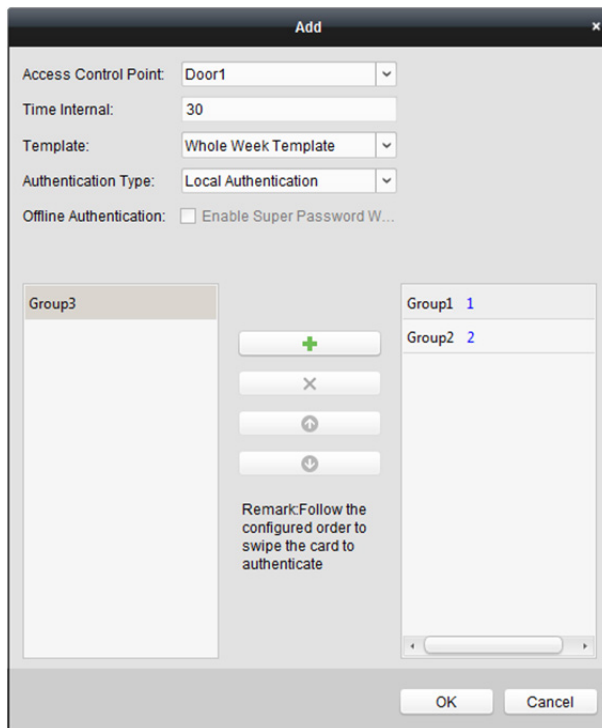 Add
Access Control Point: Door1
Time Internal: 30
Template: Whole Week Template
Authentication Type: Local Authentication
Offline Authentication: Enable Super Password W...
Group3
Group1 1
Group2 2
Remark:Follow the
configured order to
swipe the card to
authenticate
OK Cancel